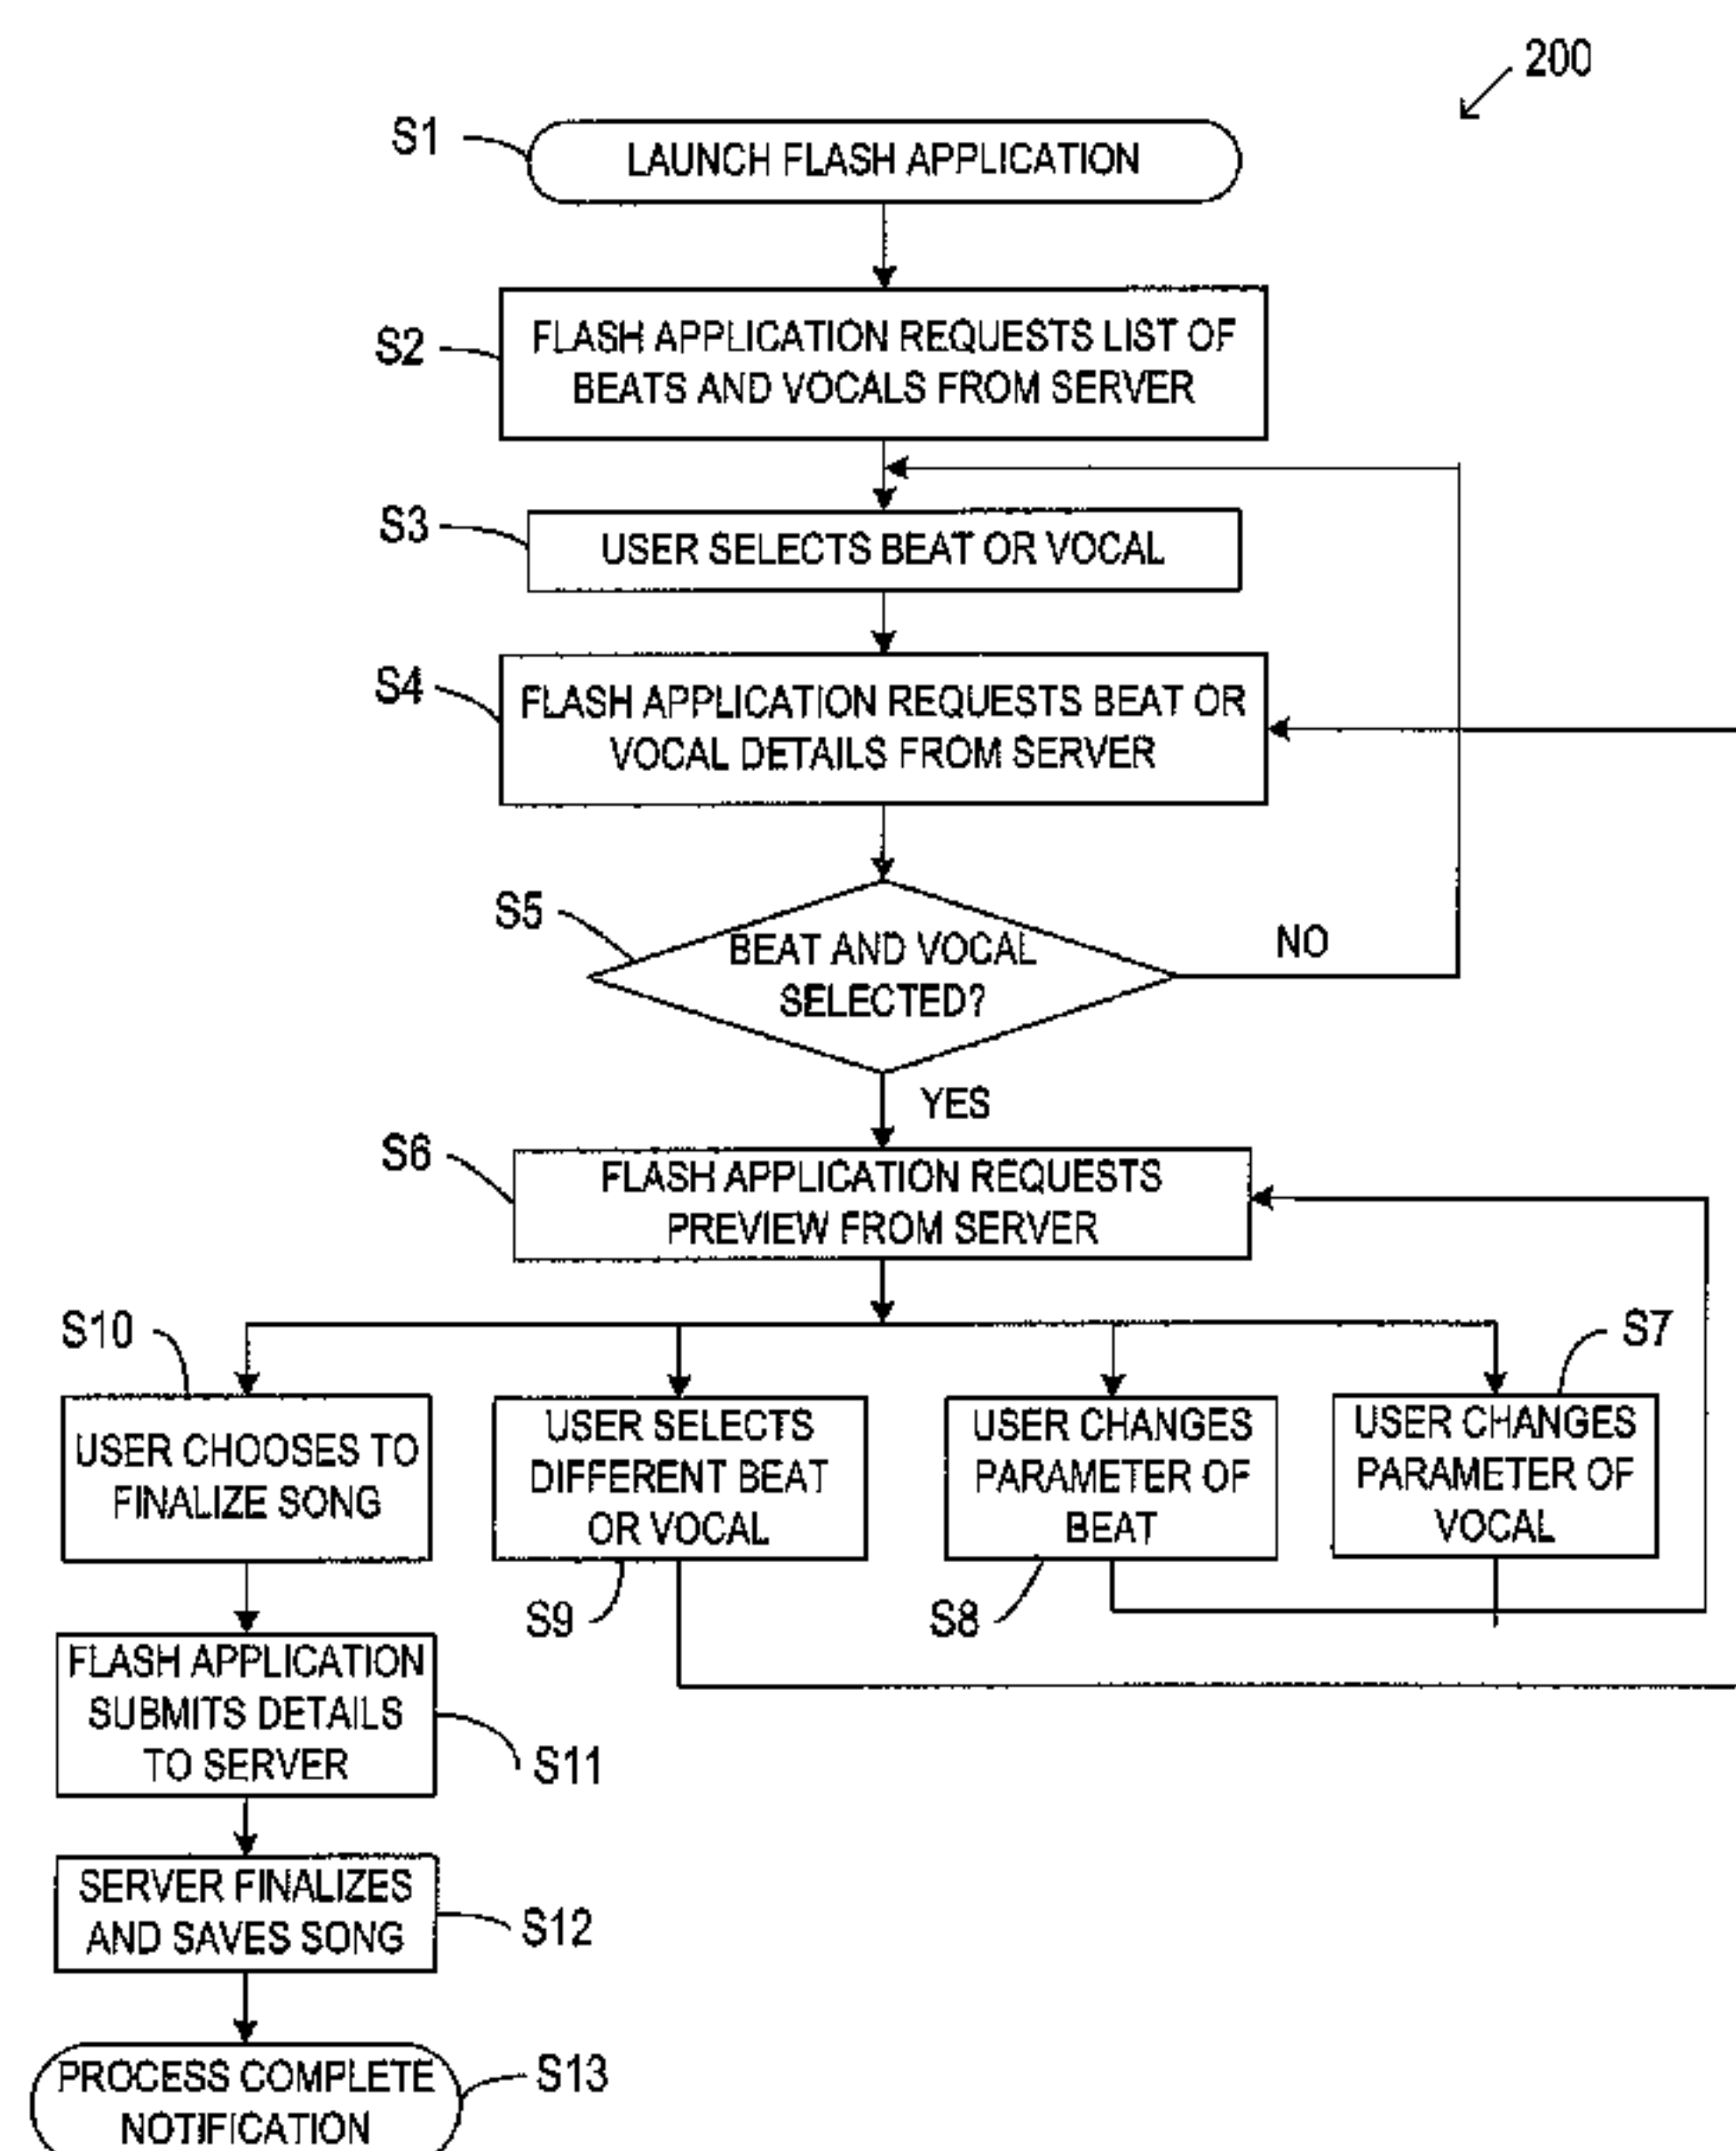 200
S1
LAUNCH FLASH APPLICATION
S2
FLASH APPLICATION REQUESTS LIST OF
BEATS AND VOCALS FROM SERVER
S3
USER SELECTS BEAT OR VOCAL
S4
FLASH APPLICATION REQUESTS BEAT OR
VOCAL DETAILS FROM SERVER
S5
BEAT AND VOCAL
SELECTED?
NO
YES
S6
FLASH APPLICATION REQUESTS
PREVIEW FROM SERVER
S10
USER CHOOSES TO
FINALIZE SONG
USER SELECTS
DIFFERENT BEAT
OR VOCAL
S9
USER CHANGES
PARAMETER OF
BEAT
S8
S7
USER CHANGES
PARAMETER OF
VOCAL
FLASH APPLICATION
SUBMITS DETAILS
TO SERVER
S11
SERVER FINALIZES
AND SAVES SONG
S12
PROCESS COMPLETE
NOTIFICATION
S13